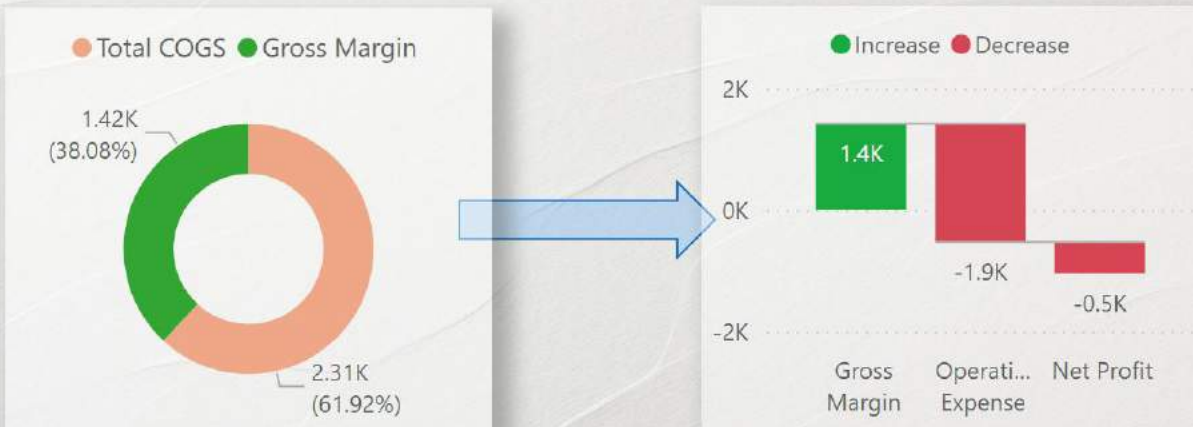 Total COGS Gross Margin
1.42K
(38.08%)
2.31K
(61.92%)
Increase Decrease
2K
0K
-2K
1.4K
-1.9K
-0.5K
Gross
Margin
Operati...
Expense
Net Profit